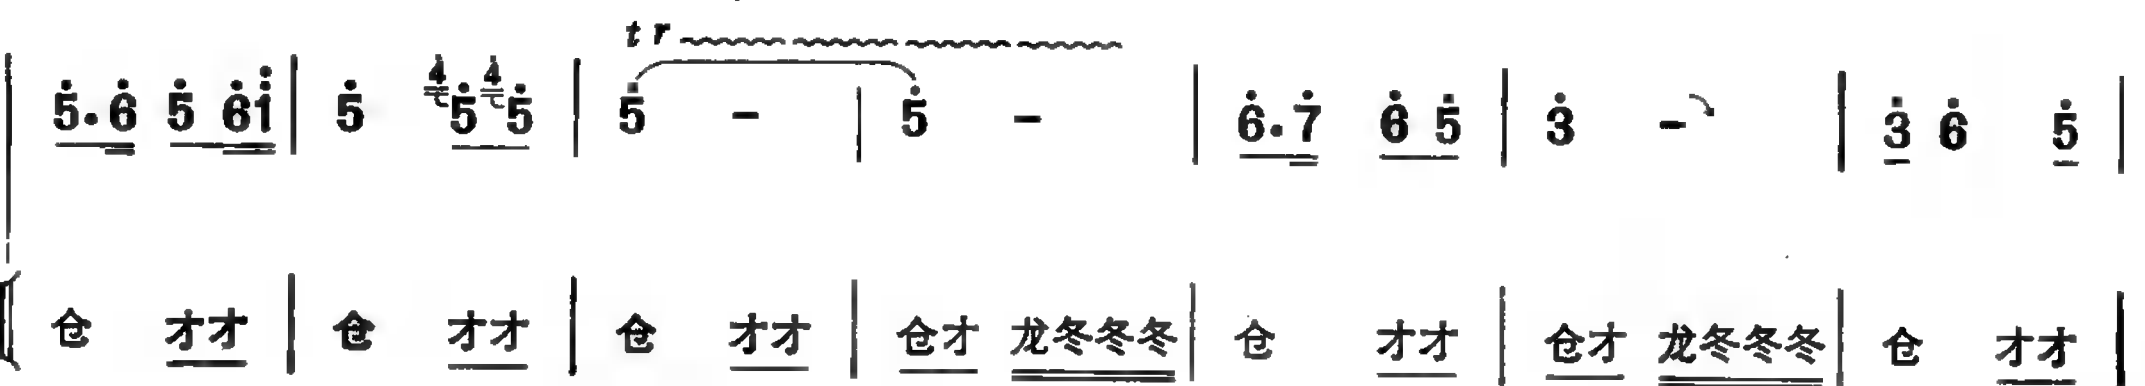 tr
5̇.6̇ 5̇ 6̇i̇ | 5̇ 4̇5̇ 4̇5̇ | 5̇ - | 5̇ - | 6̇.7̇ 6̇ 5̇ | 3̇ - | 3̇ 6̇ 5̇ |
仓 才才 | 仓 才才 | 仓 才才 | 仓才 龙冬冬冬 | 仓 才才 | 仓才 龙冬冬冬 | 仓 才才 |